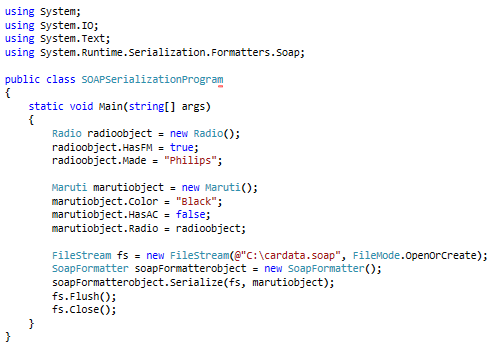 using System;
using System.IO;
using System.Text;
using System.Runtime.Serialization.Formatters.Soap;
public class SOAPSerializationProgram
{
static void Main(string[] args)
{
Radio radioobject = new Radio();
radioobject.HasFM = true;
radioobject.Made = "Philips";
Maruti marutiobject = new Maruti();
marutiobject.Color = "Black";
marutiobject.HasAC = false;
marutiobject.Radio = radioobject;
FileStream fs = new FileStream(@"C:\cardata.soap", FileMode.OpenOrCreate);
SoapFormatter soapFormatterobject = new SoapFormatter();
soapFormatterobject.Serialize(fs, marutiobject);
fs.Flush();
fs.Close();
}
}